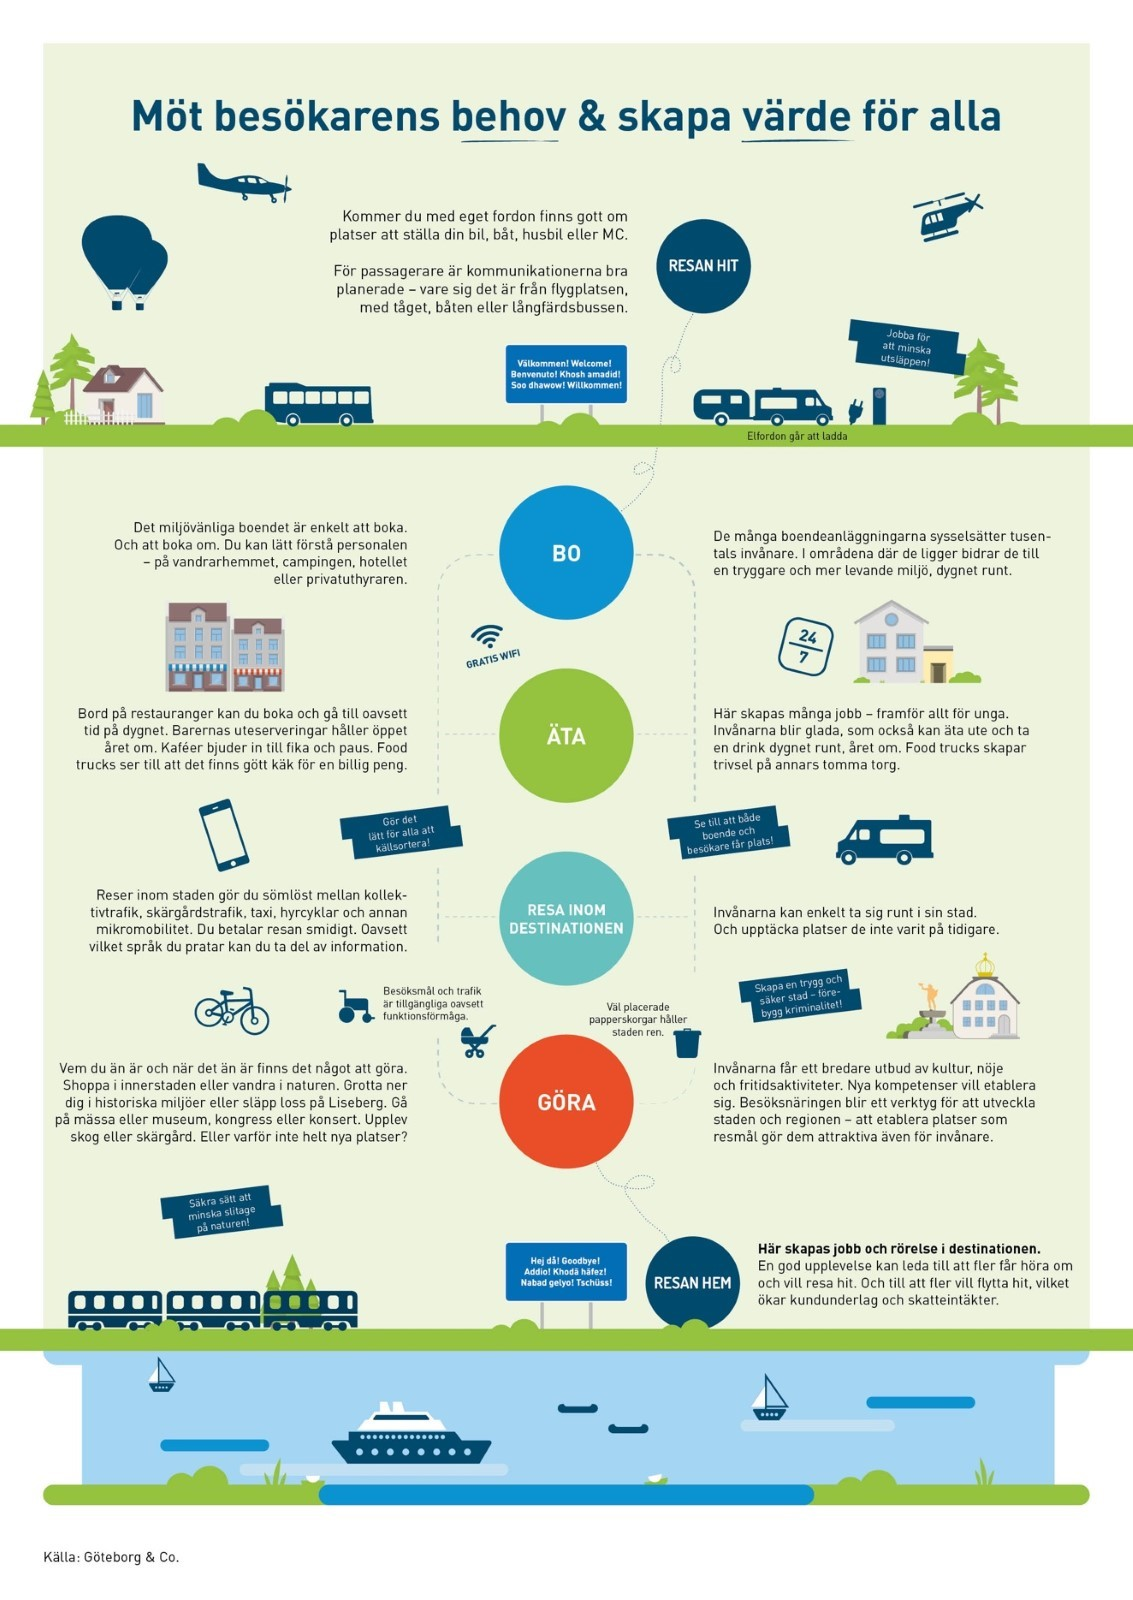 Möt besökarens behov & skapa värde för alla
Kommer du med eget fordon finns gott om
platser att ställa din bil, båt, husbil eller MC.
För passagerare är kommunikationerna bra
planerade – vare sig det är från flygplatsen,
med tåget, båten eller långfärdsbussen.
RESAN HIT
Jobba för
att minska
utsläppen!
Välkommen! Welcome!
Benvenuto! Khosh amadid!
Soo dhawow! Willkommen!
Elfordon går att ladda
Det miljövänliga boendet är enkelt att boka.
Och att boka om. Du kan lätt förstå personalen
– på vandrarhemmet, campingen, hotellet
eller privatuthyraren.
BO
De många boendeanläggningarna sysselsätter tusen-
tals invånare. I områdena där de ligger bidrar de till
en tryggare och mer levande miljö, dygnet runt.
GRATIS WIFI
24
7
Bord på restauranger kan du boka och gå till oavsett
tid på dygnet. Barernas uteserveringar håller öppet
året om. Kaféer bjuder in till fika och paus. Food
trucks ser till att det finns gött käk för en billig peng.
ÄTA
Här skapas många jobb – framför allt för unga.
Invånarna blir glada, som också kan äta ute och ta
en drink dygnet runt, året om. Food trucks skapar
trivsel på annars tomma torg.
Gör det
lätt för alla att
källsortera!
Se till att både
boende och
besökare får plats!
Reser inom staden gör du sömlöst mellan kollek-
tivtrafik, skärgårdstrafik, taxi, hyrcyklar och annan
mikromobilitet. Du betalar resan smidigt. Oavsett
vilket språk du pratar kan du ta del av information.
RESA INOM
DESTINATIONEN
Invånarna kan enkelt ta sig runt i sin stad.
Och upptäcka platser de inte varit på tidigare.
Besöksmål och trafik
är tillgängliga oavsett
funktionsförmåga.
Väl placerade
papperskorgar håller
staden ren.
Skapa en trygg och
säker stad – före-
bygg kriminalitet!
Vem du än är och när det än är finns det något att göra.
Shoppa i innerstaden eller vandra i naturen. Grotta ner
dig i historiska miljöer eller släpp loss på Liseberg. Gå
på mässa eller museum, kongress eller konsert. Upplev
skog eller skärgård. Eller varför inte helt nya platser?
GÖRA
Invånarna får ett bredare utbud av kultur, nöje
och fritidsaktiviteter. Nya kompetenser vill etablera
sig. Besöksnäringen blir ett verktyg för att utveckla
staden och regionen – att etablera platser som
resmål gör dem attraktiva även för invånare.
Säkra sätt att
minska slitage
på naturen!
Hej då! Goodbye!
Addio! Khodā hāfez!
Nabad gelyo! Tschüss!
RESAN HEM
Här skapas jobb och rörelse i destinationen.
En god upplevelse kan leda till att fler får höra om
och vill resa hit. Och till att fler vill flytta hit, vilket
ökar kundunderlag och skatteintäkter.
Källa: Göteborg & Co.